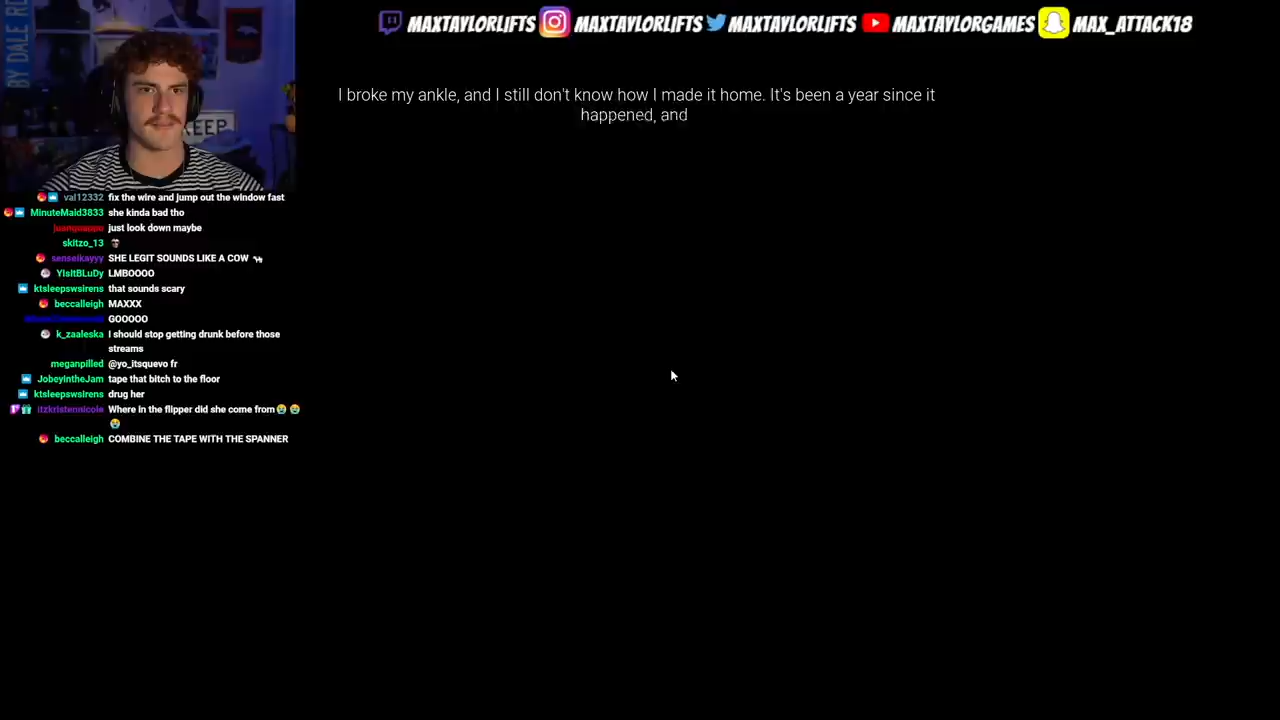 BY DALE RE
KEEP
MAXTAYLORLIFTS MAXTAYLORLIFTS MAXTAYLORLIFTS MAXTAYLORGAMES MAX_ATTACK18
I broke my ankle, and I still don't know how I made it home. It's been a year since it
happened, and
val12332 fix the wire and jump out the window fast
MinuteMaid3833 she kinda bad tho
just look down maybe
skitzo_13
senseikayyy SHE LEGIT SOUNDS LIKE A COW
YIsItBLuDy LMBOOOO
ktsleepswsirens that sounds scary
beccalleigh MAXXX
GOOOOO
k_zaaleska I should stop getting drunk before those
streams
meganpilled @yo_itsquevo fr
JobeyintheJam tape that bitch to the floor
ktsleepswsirens drug her
itzkristennicole Where in the flipper did she come from
beccalleigh COMBINE THE TAPE WITH THE SPANNER